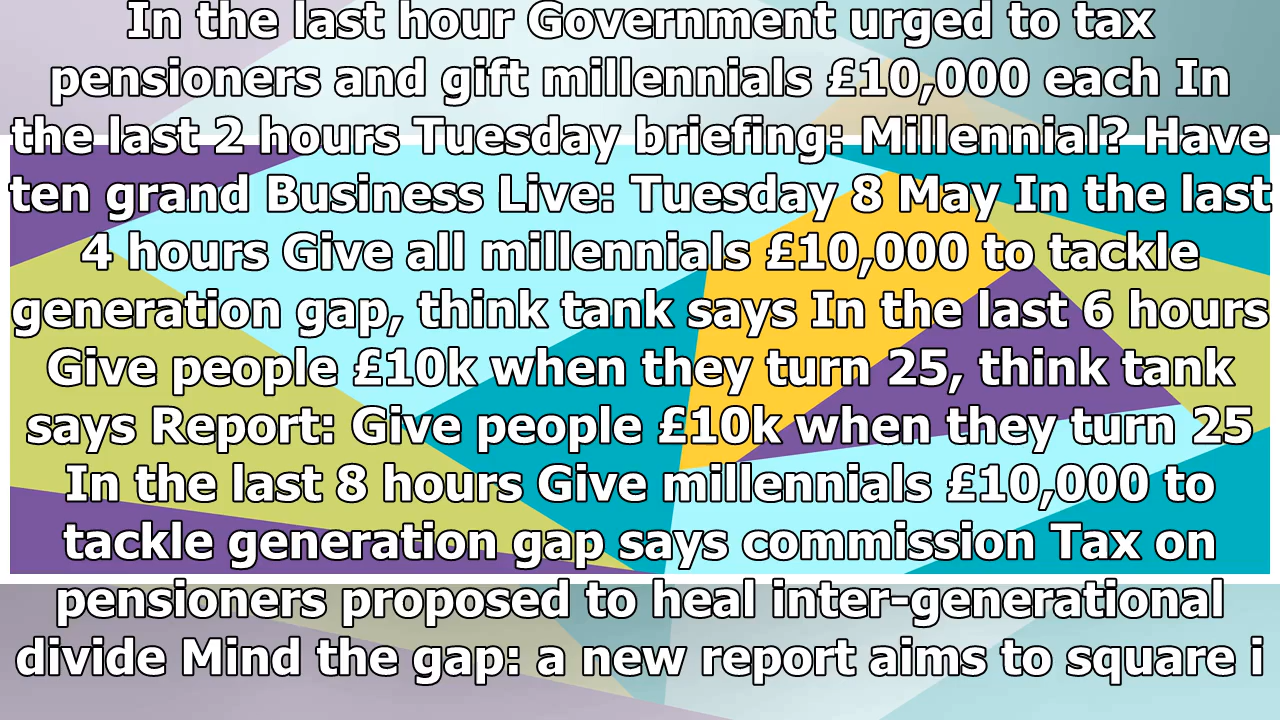 In the last hour Government urged to tax
pensioners and gift millennials £10,000 each In
the last 2 hours Tuesday briefing: Millennial? Have
ten grand Business Live: Tuesday 8 May In the last
4 hours Give all millennials £10,000 to tackle
generation gap, think tank says In the last 6 hours
Give people £10k when they turn 25, think tank
says Report: Give people £10k when they turn 25
In the last 8 hours Give millennials £10,000 to
tackle generation gap says commission Tax on
pensioners proposed to heal inter-generational
divide Mind the gap: a new report aims to square i